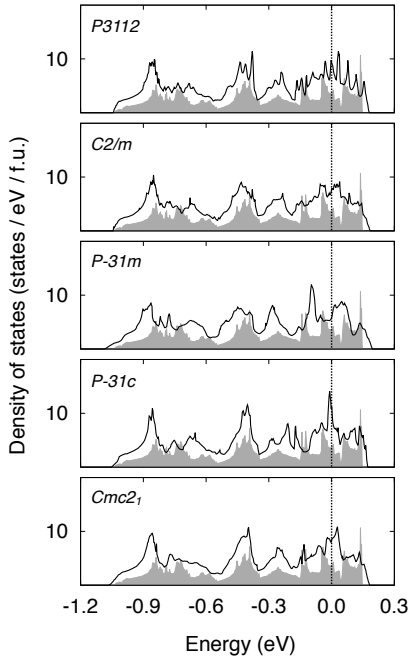 P3112
10
C2/m
10
P-31m
10
P-31c
10
Cmc2₁
10
-1.2 -0.9 -0.6 -0.3 0.0 0.3
Energy (eV)
Density of states (states / eV / f.u.)